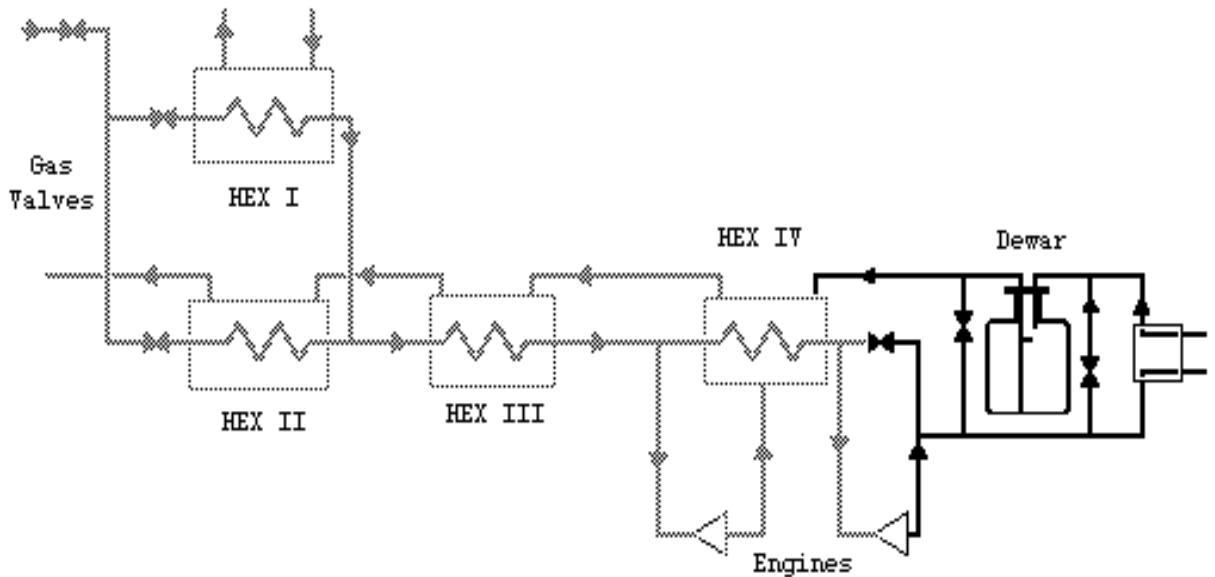 Gas
Valves
HEX I
HEX II
HEX III
HEX IV
Dewar
Engines